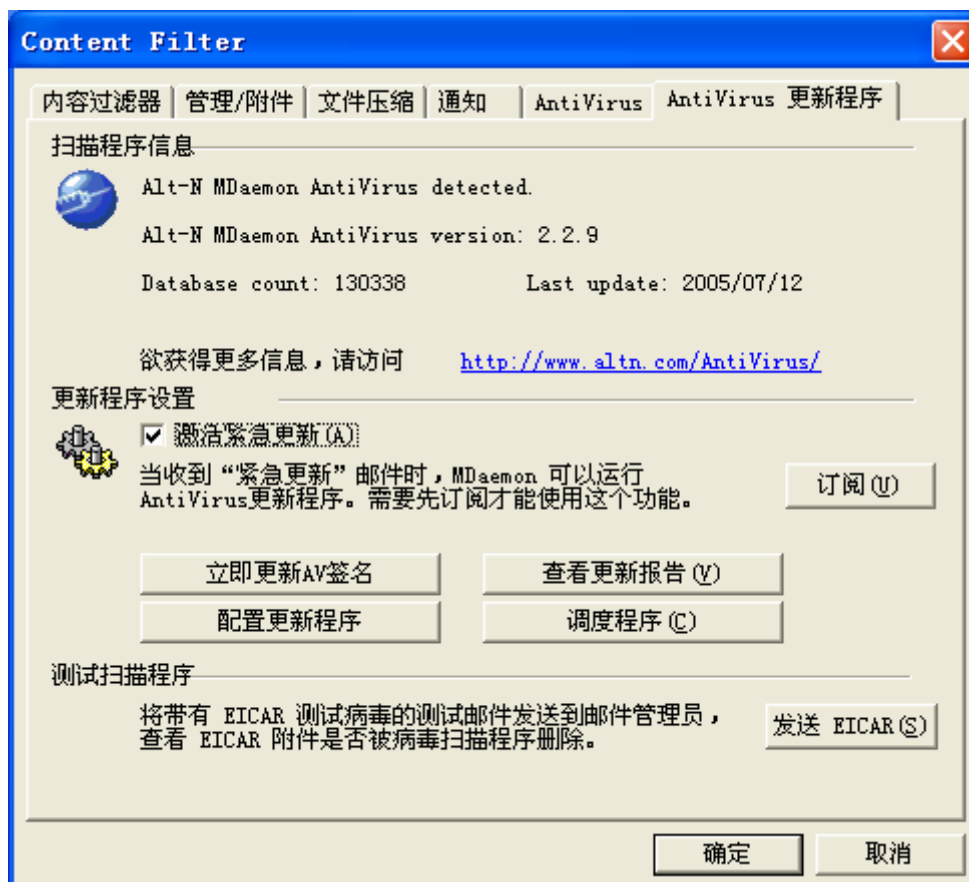 Content Filter
内容过滤器 管理/附件 文件压缩 通知 AntiVirus AntiVirus 更新程序
扫描程序信息
Alt-N MDaemon AntiVirus detected.
Alt-N MDaemon AntiVirus version: 2.2.9
Database count: 130338 Last update: 2005/07/12
欲获得更多信息，请访问 http://www.altn.com/AntiVirus/
更新程序设置
激活紧急更新(A)
当收到“紧急更新”邮件时，MDaemon 可以运行
AntiVirus更新程序。需要先订阅才能使用这个功能。
订阅(U)
立即更新AV签名 查看更新报告(V)
配置更新程序 调度程序(C)
测试扫描程序
将带有 EICAR 测试病毒的测试邮件发送到邮件管理员，
查看 EICAR 附件是否被病毒扫描程序删除。
发送 EICAR(S)
确定 取消